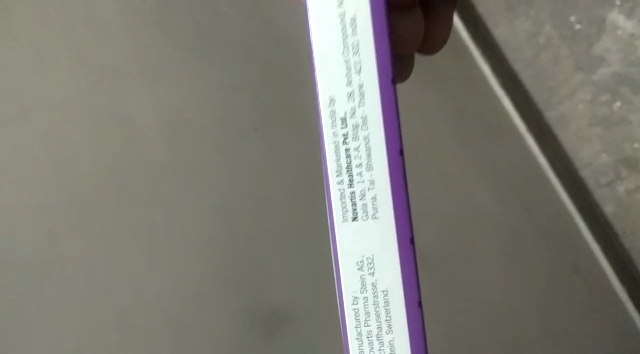 Imported & Marketed in India by:
Novartis Healthcare Pvt. Ltd.,
Gala No. 1-A & 2-A, Bldg. No. 28, Arihant Compound,
Purna, Tal - Bhiwandi, Dist - Thane - 421 302, India.
anufactured by :
ovartis Pharma Stein AG.,
chaffhauserstrasse, 4332,
tein, Switzerland.